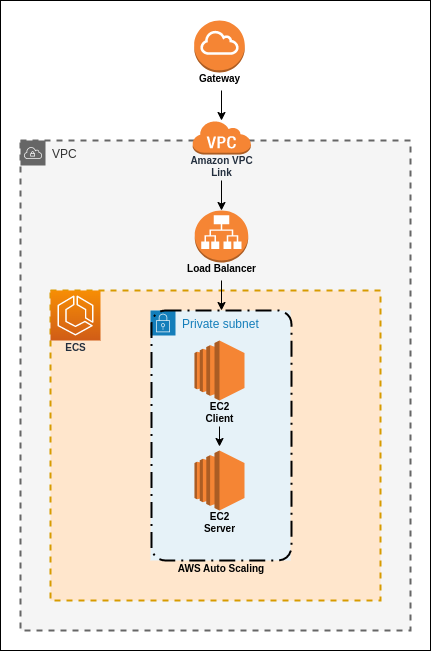 Gateway
VPC
VPC
Amazon VPC
Link
Load Balancer
ECS
Private subnet
EC2
Client
EC2
Server
AWS Auto Scaling